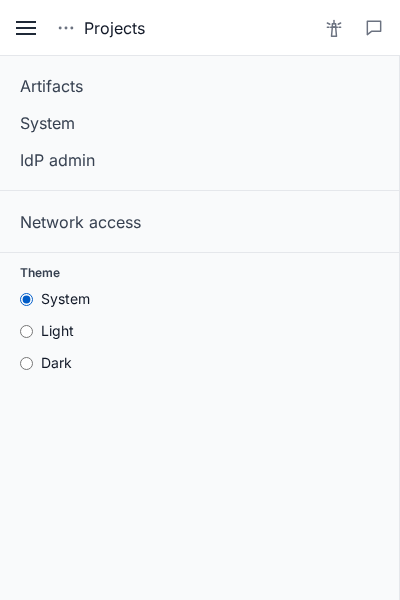 Projects
Artifacts
System
IdP admin
Network access
Theme
System
Light
Dark